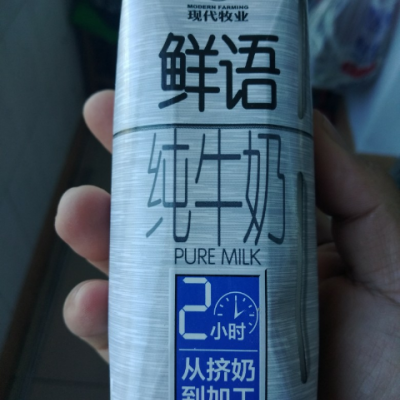 MODERN FARMING
现代牧业
鲜语
纯牛奶
PURE MILK
2小时
从挤奶
到加工